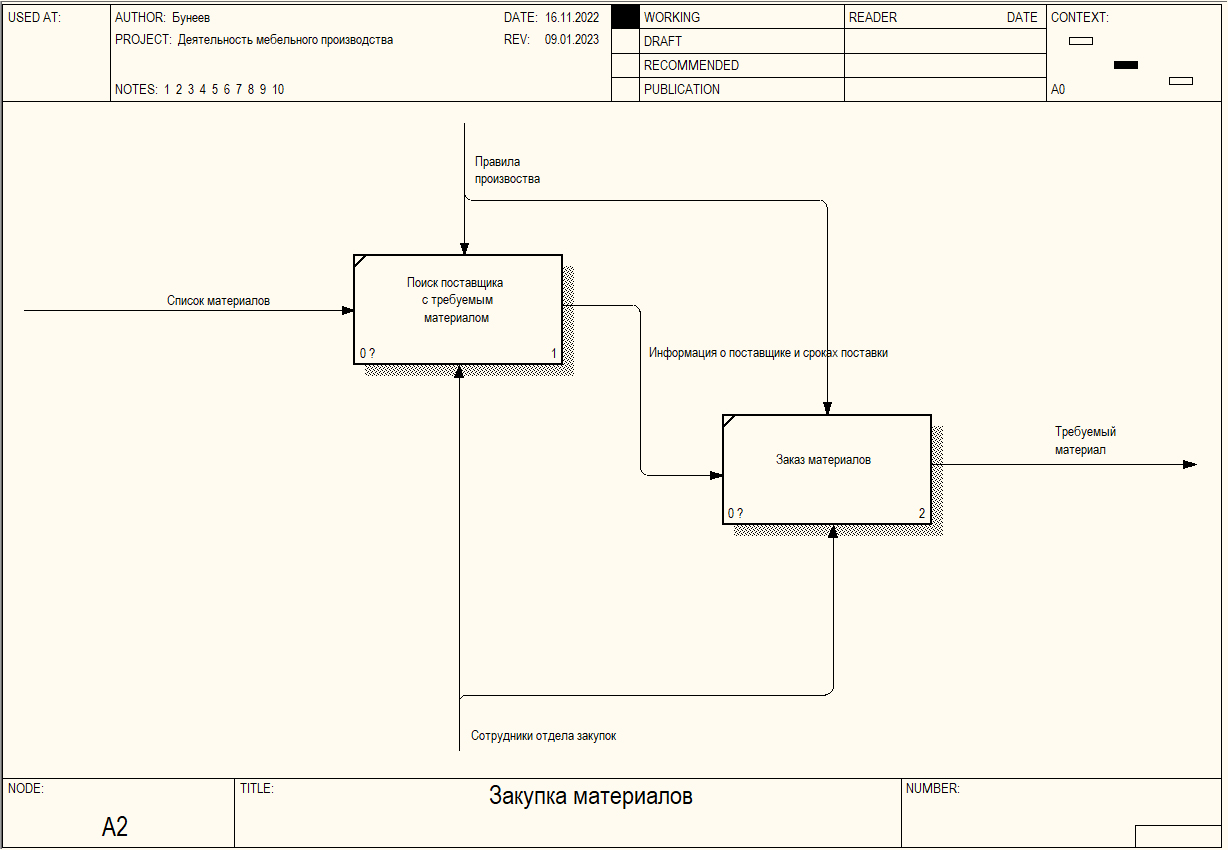 USED AT:
AUTHOR: Бунеев
DATE: 16.11.2022
WORKING
READER
DATE
CONTEXT:
PROJECT: Деятельность мебельного производства
REV: 09.01.2023
DRAFT
RECOMMENDED
NOTES: 1 2 3 4 5 6 7 8 9 10
PUBLICATION
A0
Правила
произвоства
Список материалов
Поиск поставщика
с требуемым
материалом
0 ?
1
Информация о поставщике и сроках поставки
Требуемый
материал
Заказ материалов
0 ?
2
Сотрудники отдела закупок
NODE:
TITLE:
Закупка материалов
NUMBER:
A2